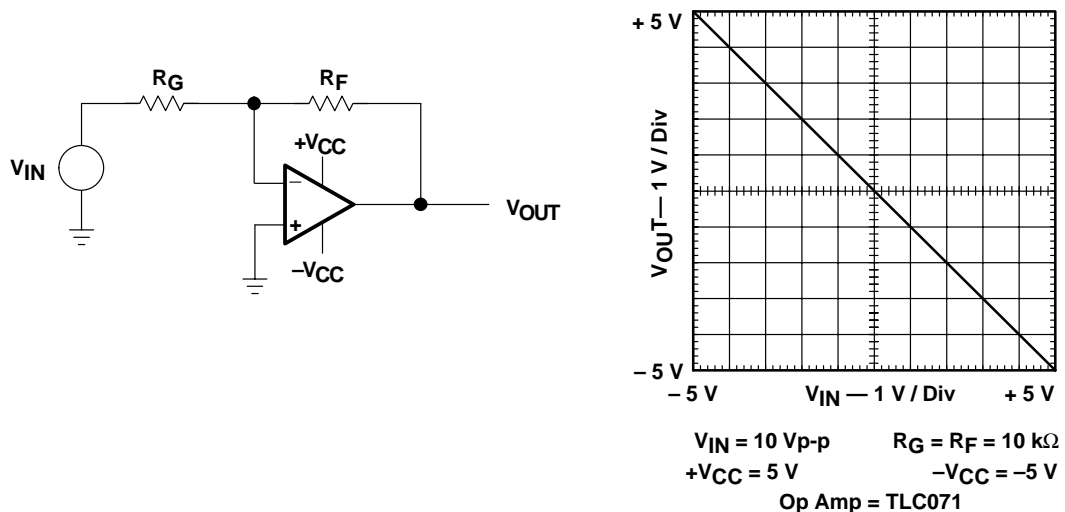 RG
RF
VIN
+VCC
–
+
–VCC
VOUT
+ 5 V
VOUT — 1 V / Div
– 5 V
– 5 V
VIN — 1 V / Div
+ 5 V
VIN = 10 Vp-p
RG = RF = 10 kΩ
+VCC = 5 V
–VCC = –5 V
Op Amp = TLC071